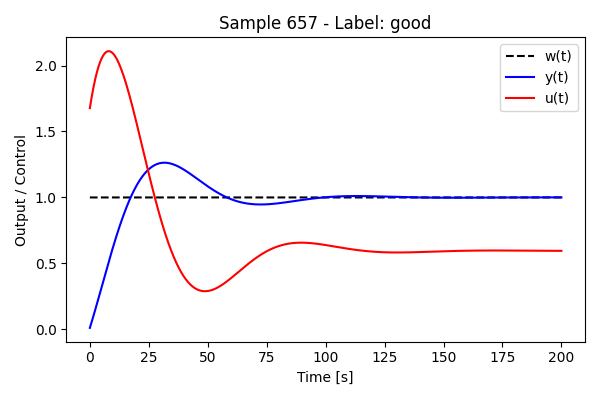 Sample 657 - Label: good
w(t)
y(t)
u(t)
Output / Control
2.0
1.5
1.0
0.5
0.0
0 25 50 75 100 125 150 175 200
Time [s]